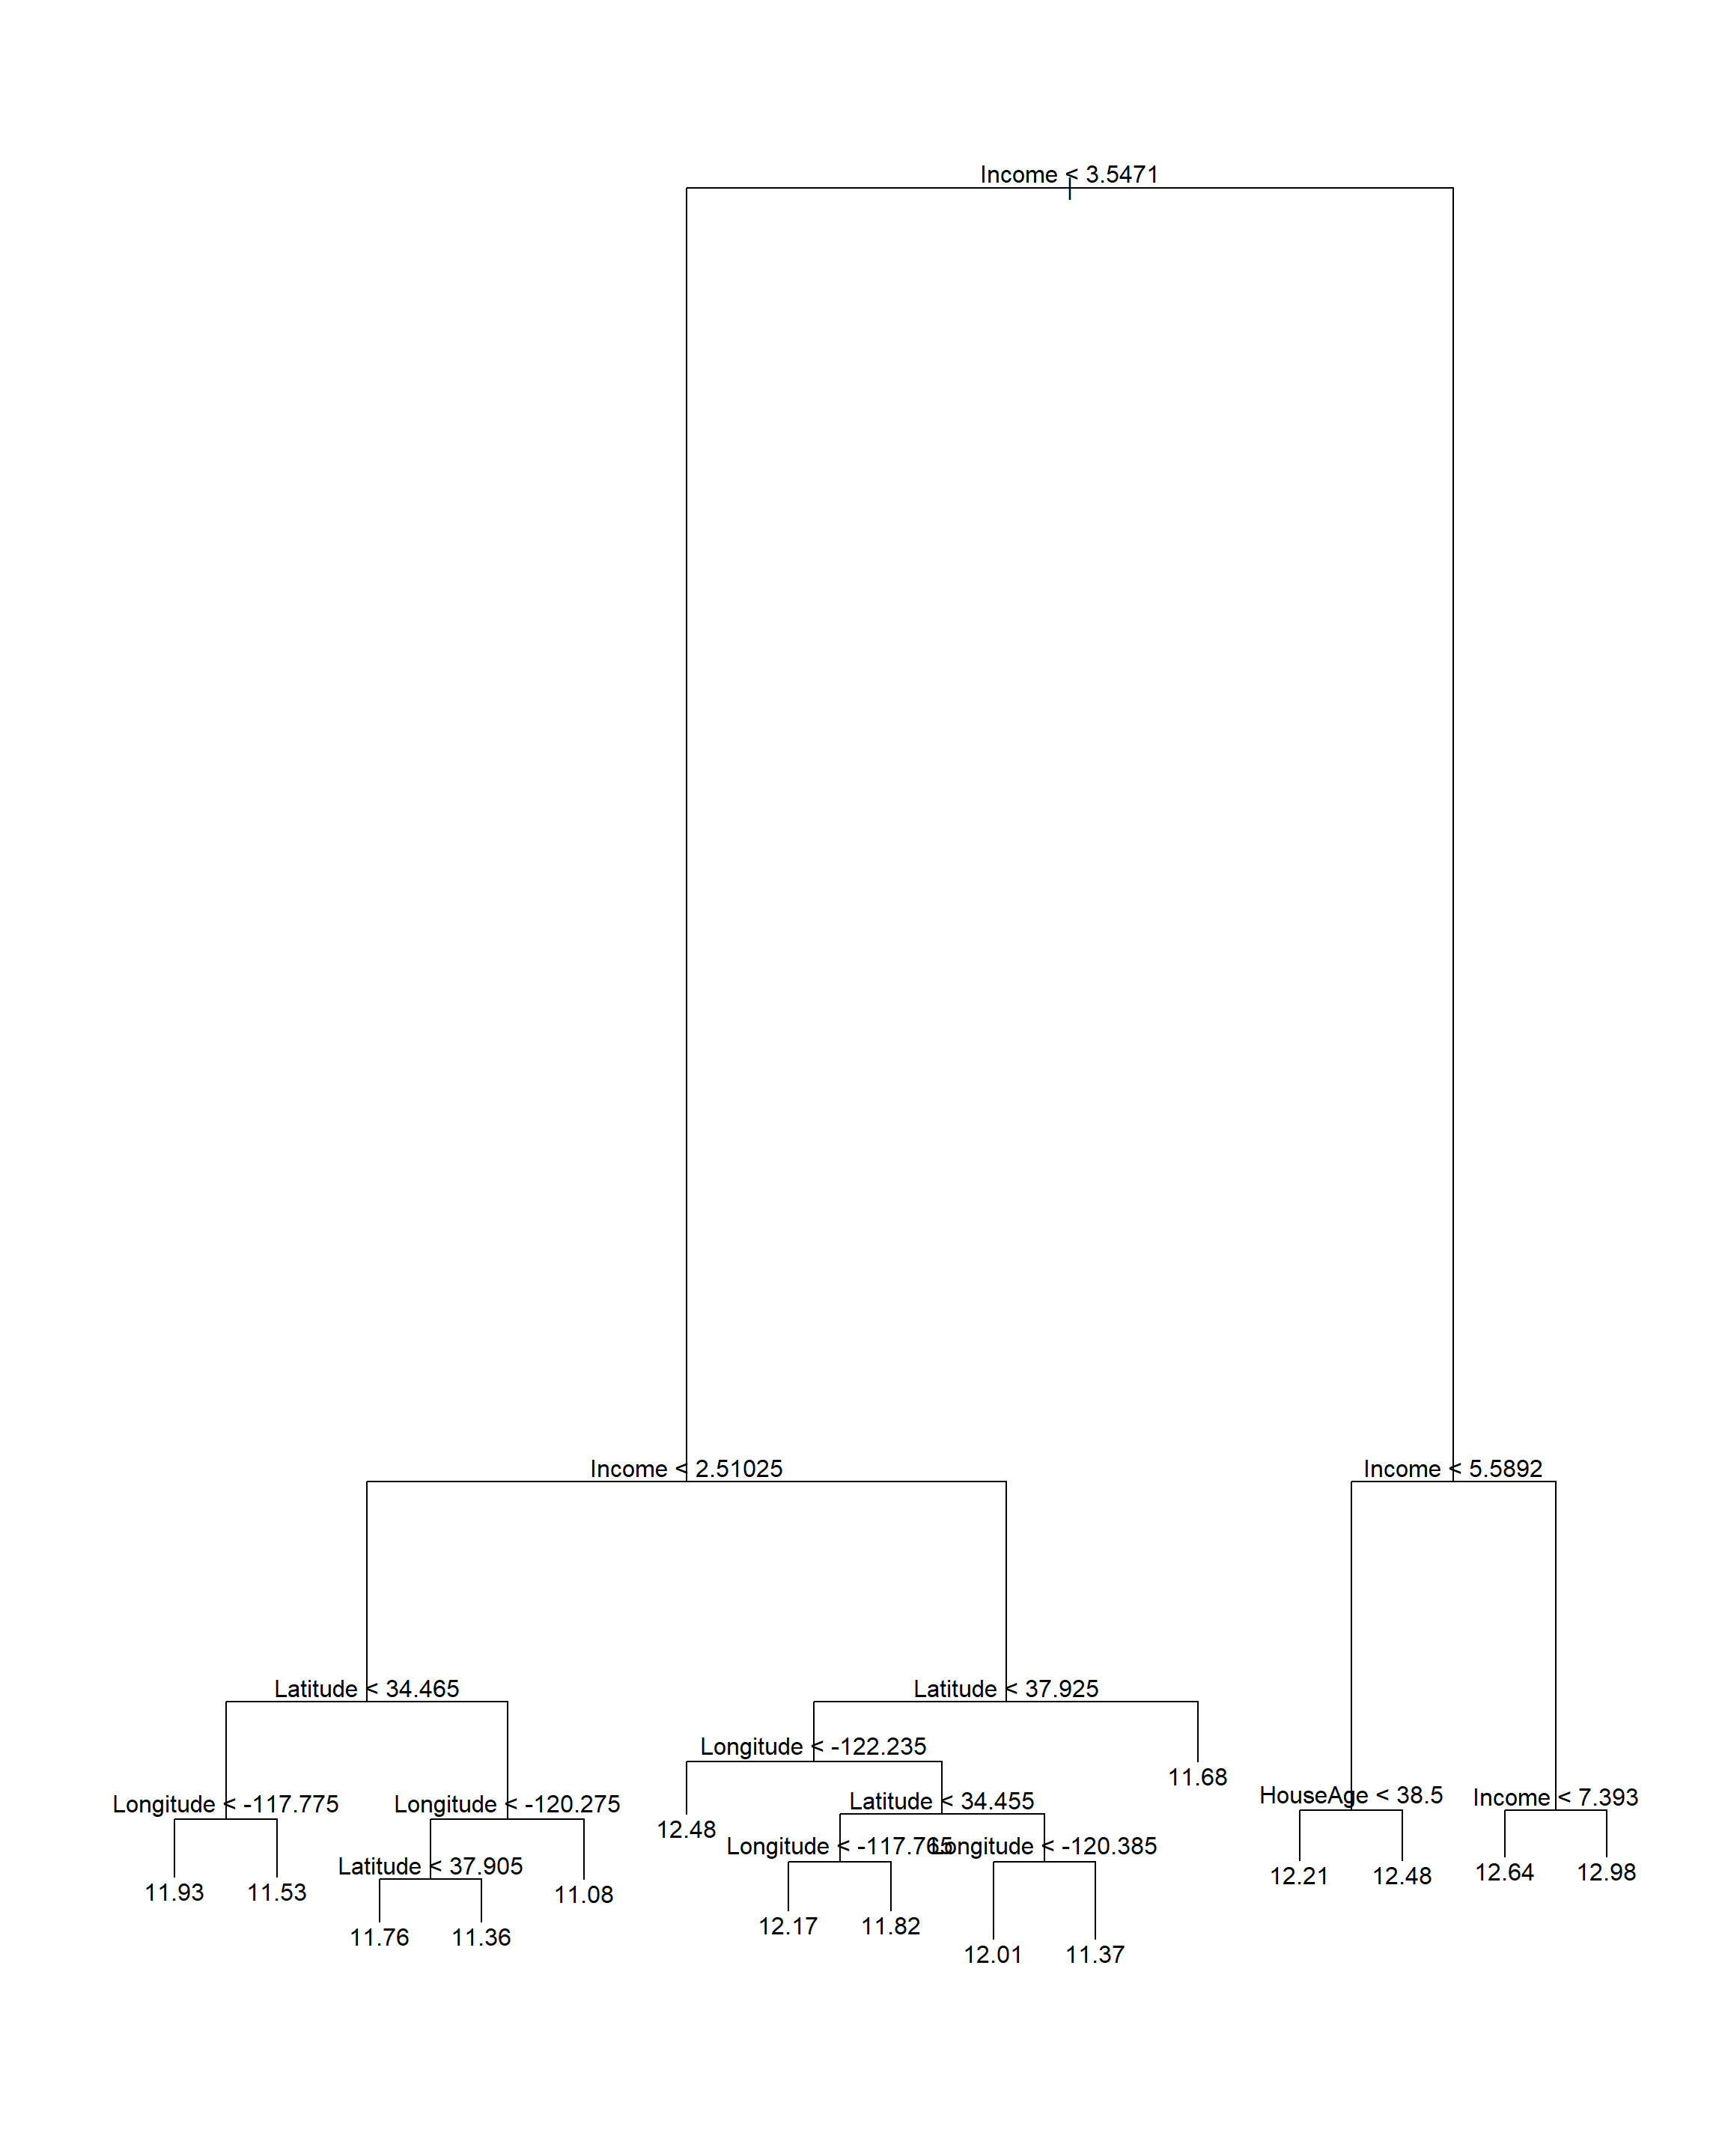 Income < 3.5471
Income < 2.51025
Income < 5.5892
Latitude < 34.465
Latitude < 37.925
Longitude < -122.235
11.68
Longitude < -117.775
Longitude < -120.275
Latitude < 34.455
HouseAge < 38.5
Income < 7.393
12.48
Longitude < -117.765
Longitude < -120.385
Latitude < 37.905
11.93
11.53
11.08
12.21
12.48
12.64
12.98
11.76
11.36
12.17
11.82
12.01
11.37